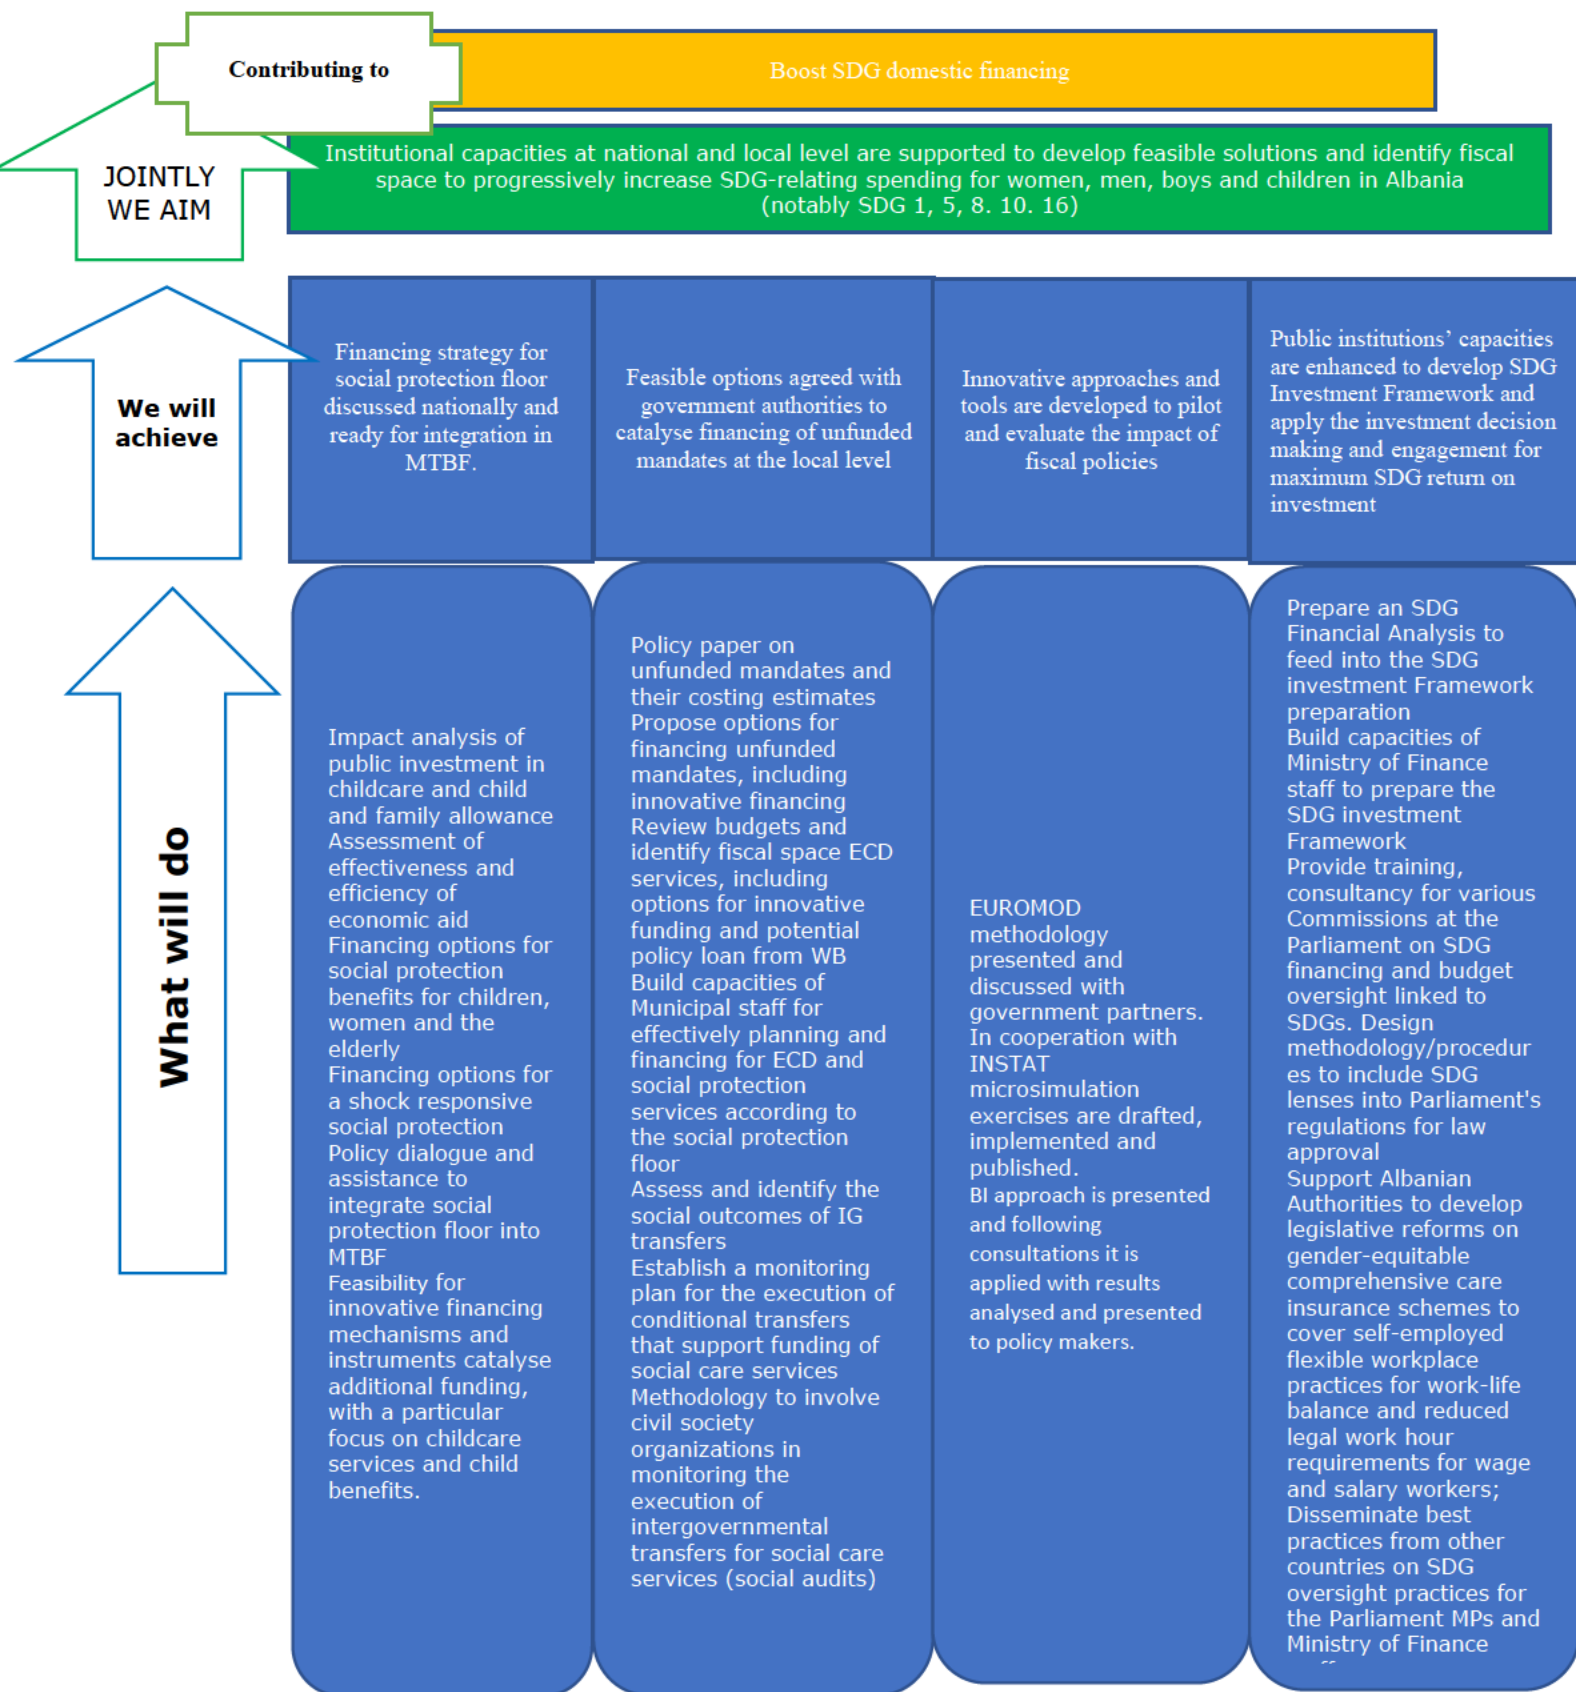 Contributing to
Boost SDG domestic financing
JOINTLY
WE AIM
Institutional capacities at national and local level are supported to develop feasible solutions and identify fiscal
space to progressively increase SDG-relating spending for women, men, boys and children in Albania
(notably SDG 1, 5, 8. 10. 16)
We will
achieve
Financing strategy for
social protection floor
discussed nationally and
ready for integration in
MTBF.
Feasible options agreed with
government authorities to
catalyse financing of unfunded
mandates at the local level
Innovative approaches and
tools are developed to pilot
and evaluate the impact of
fiscal policies
Public institutions’ capacities
are enhanced to develop SDG
Investment Framework and
apply the investment decision
making and engagement for
maximum SDG return on
investment
What will do
Impact analysis of
public investment in
childcare and child
and family allowance
Assessment of
effectiveness and
efficiency of
economic aid
Financing options for
social protection
benefits for children,
women and the
elderly
Financing options for
a shock responsive
social protection
Policy dialogue and
assistance to
integrate social
protection floor into
MTBF
Feasibility for
innovative financing
mechanisms and
instruments catalyse
additional funding,
with a particular
focus on childcare
services and child
benefits.
Policy paper on
unfunded mandates and
their costing estimates
Propose options for
financing unfunded
mandates, including
innovative financing
Review budgets and
identify fiscal space ECD
services, including
options for innovative
funding and potential
policy loan from WB
Build capacities of
Municipal staff for
effectively planning and
financing for ECD and
social protection
services according to
the social protection
floor
Assess and identify the
social outcomes of IG
transfers
Establish a monitoring
plan for the execution of
conditional transfers
that support funding of
social care services
Methodology to involve
civil society
organizations in
monitoring the
execution of
intergovernmental
transfers for social care
services (social audits)
EUROMOD
methodology
presented and
discussed with
government partners.
In cooperation with
INSTAT
microsimulation
exercises are drafted,
implemented and
published.
BI approach is presented
and following
consultations it is
applied with results
analysed and presented
to policy makers.
Prepare an SDG
Financial Analysis to
feed into the SDG
investment Framework
preparation
Build capacities of
Ministry of Finance
staff to prepare the
SDG investment
Framework
Provide training,
consultancy for various
Commissions at the
Parliament on SDG
financing and budget
oversight linked to
SDGs. Design
methodology/procedur
es to include SDG
lenses into Parliament's
regulations for law
approval
Support Albanian
Authorities to develop
legislative reforms on
gender-equitable
comprehensive care
insurance schemes to
cover self-employed
flexible workplace
practices for work-life
balance and reduced
legal work hour
requirements for wage
and salary workers;
Disseminate best
practices from other
countries on SDG
oversight practices for
the Parliament MPs and
Ministry of Finance